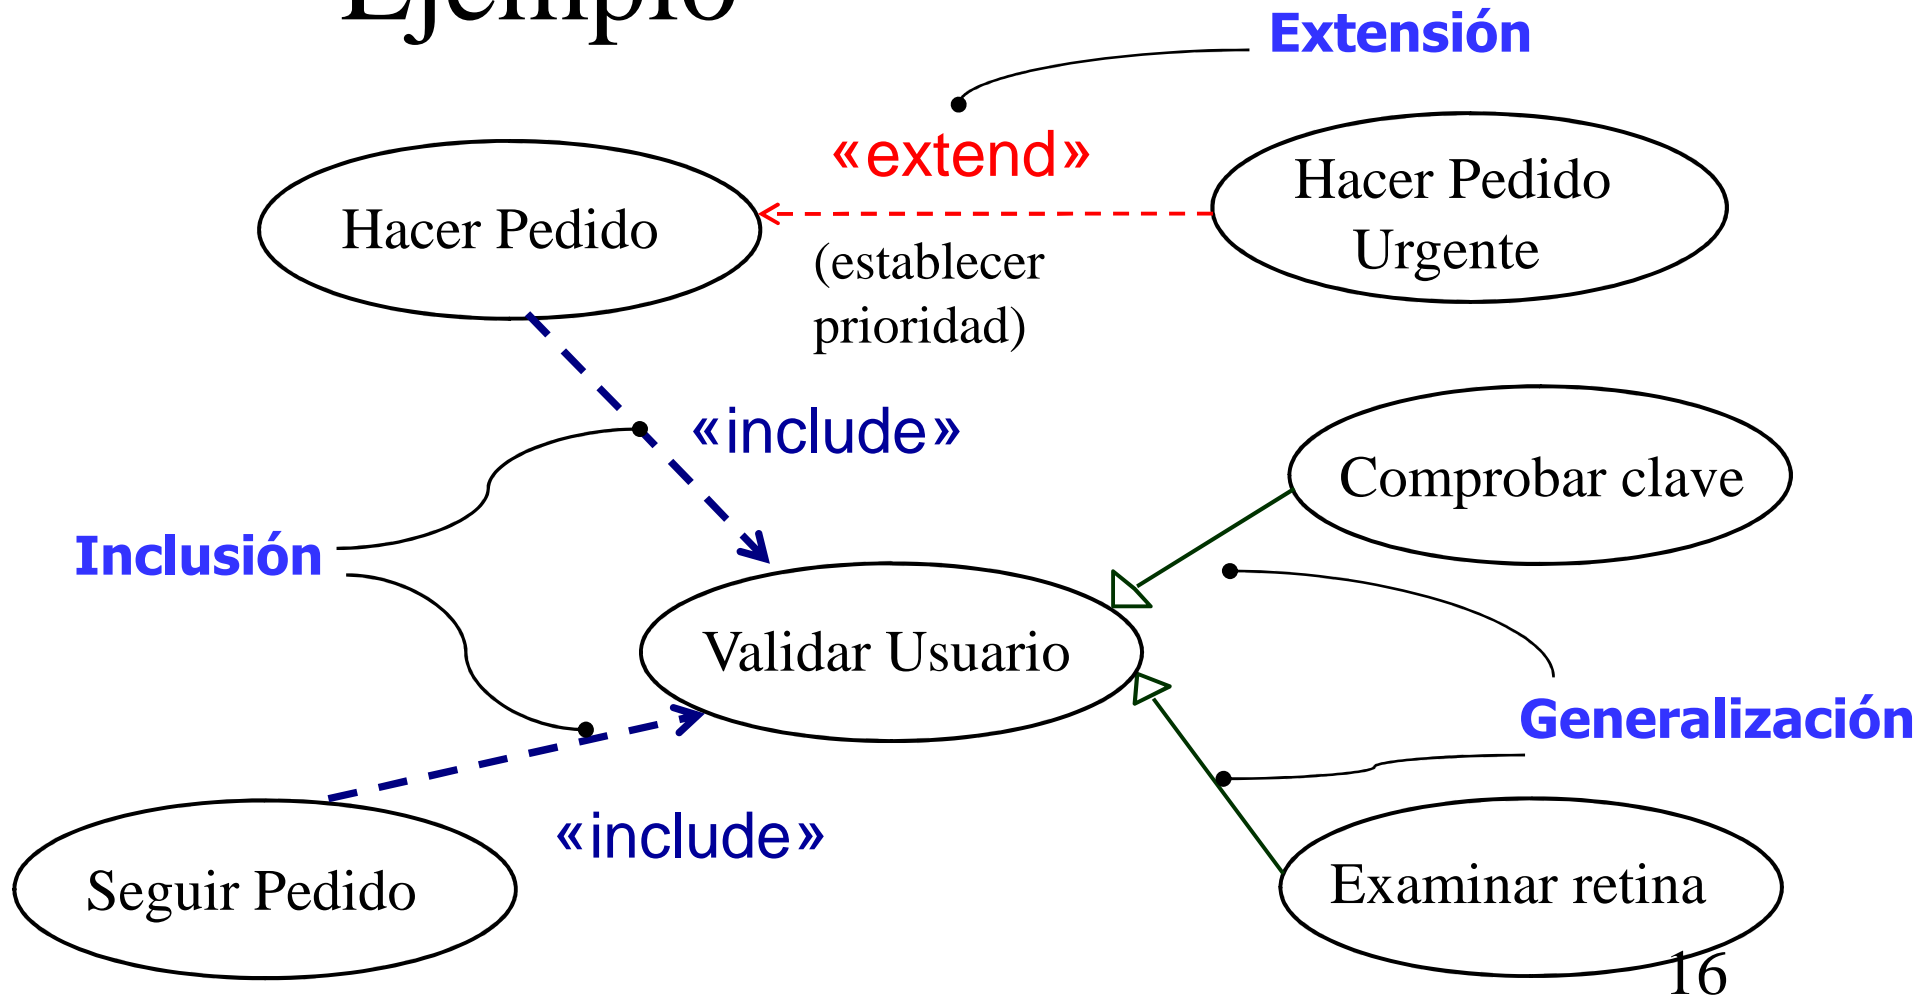 Ejemplo
Extensión
«extend»
Hacer Pedido
Urgente
Hacer Pedido
(establecer
prioridad)
«include»
Comprobar clave
Inclusión
Validar Usuario
Generalización
«include»
Seguir Pedido
Examinar retina
16